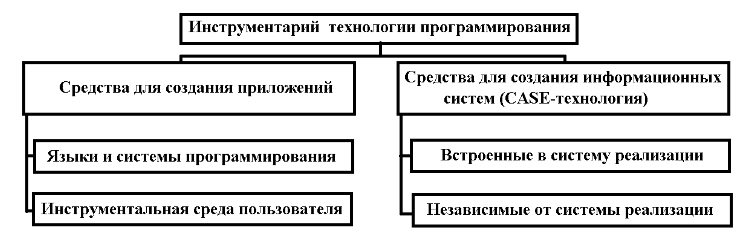 Инструментарий технологии программирования
Средства для создания приложений
Средства для создания информационных
систем (CASE-технология)
Языки и системы программирования
Встроенные в систему реализации
Инструментальная среда пользователя
Независимые от системы реализации